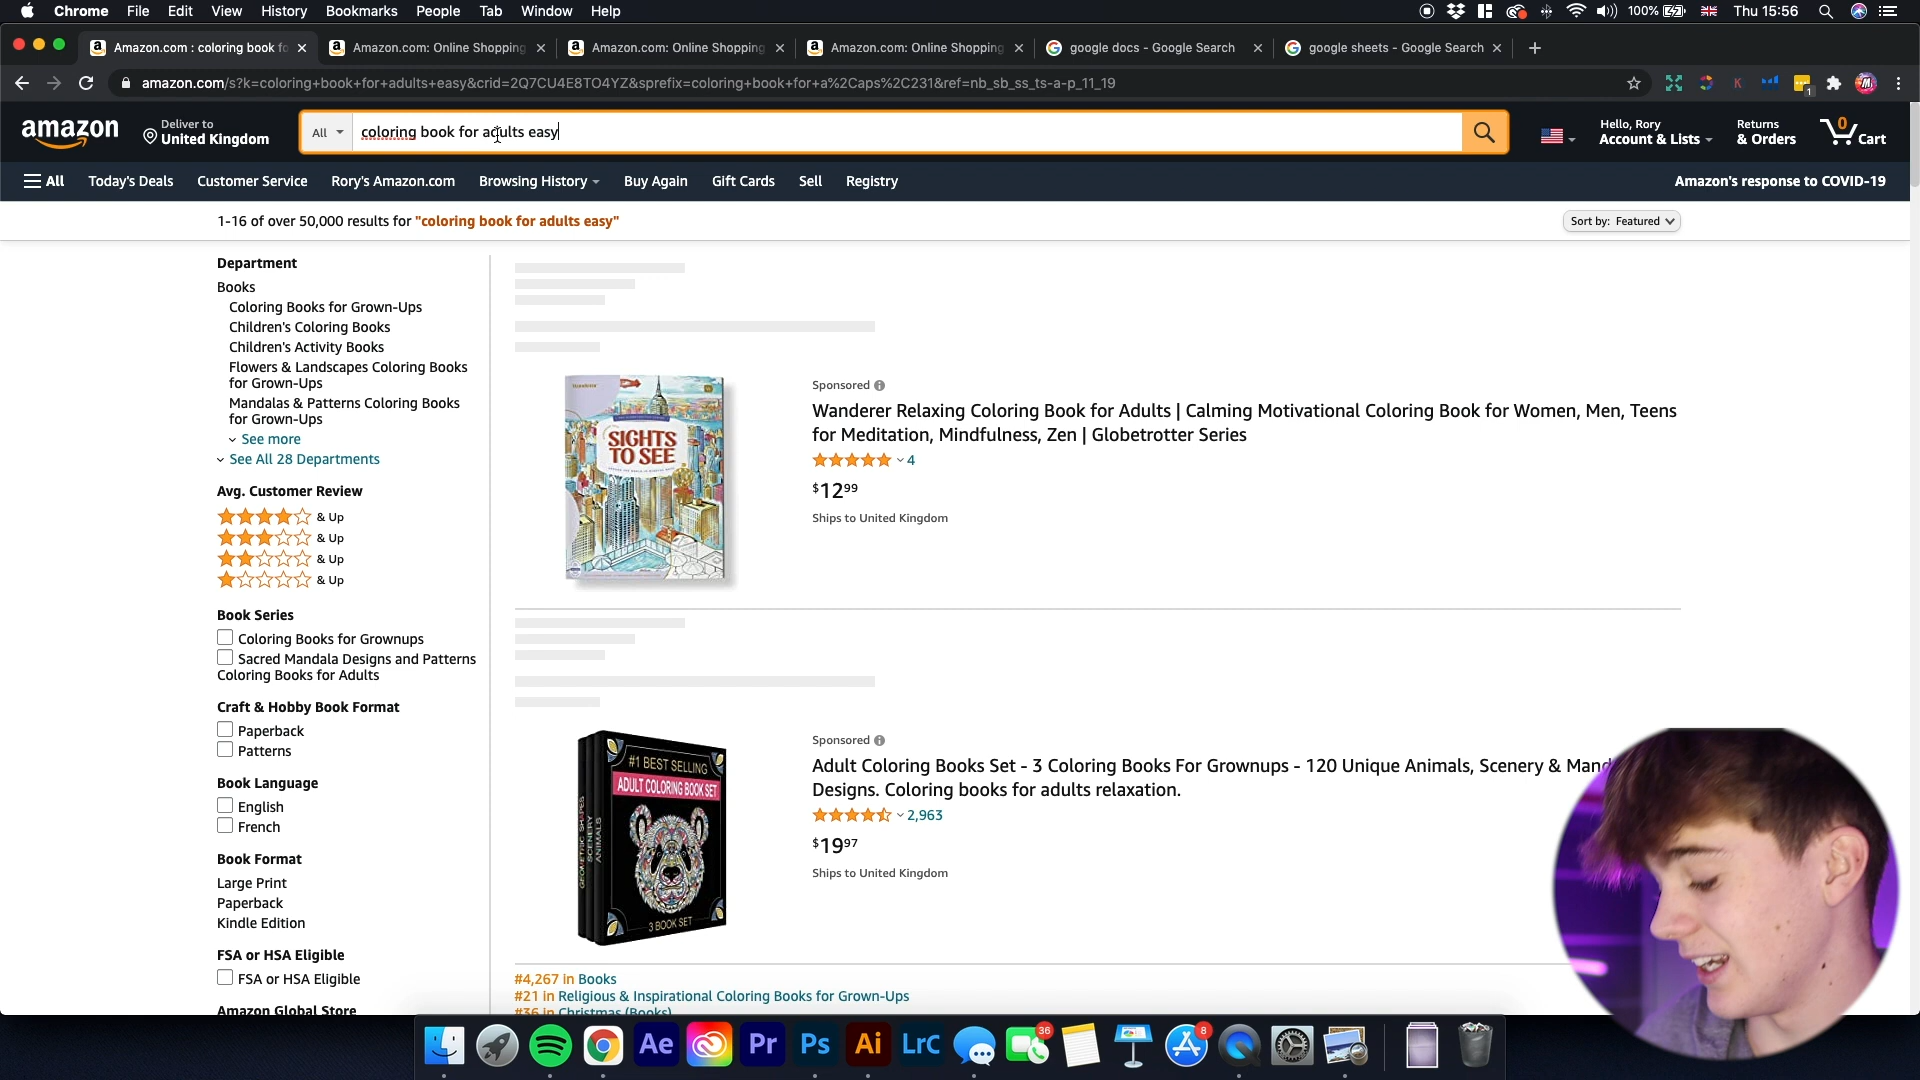 Chrome File Edit View History Bookmarks People Tab Window Help
100% Thu 15:56
Amazon.com : coloring book fo
Amazon.com: Online Shopping
Amazon.com: Online Shopping
Amazon.com: Online Shopping
google docs - Google Search
google sheets - Google Search
amazon.com/s?k=coloring+book+for+adults+easy&crid=2Q7CU4E8TO4YZ&sprefix=coloring+book+for+a%2Caps%2C231&ref=nb_sb_ss_ts-a-p_11_19
amazon
Deliver to
United Kingdom
All
coloring book for adults easy
Hello, Rory
Account & Lists
Returns
& Orders
0
Cart
All Today's Deals Customer Service Rory's Amazon.com Browsing History Buy Again Gift Cards Sell Registry
Amazon's response to COVID-19
1-16 of over 50,000 results for "coloring book for adults easy"
Sort by: Featured
Department
Books
Coloring Books for Grown-Ups
Children's Coloring Books
Children's Activity Books
Flowers & Landscapes Coloring Books
for Grown-Ups
Mandalas & Patterns Coloring Books
for Grown-Ups
See more
See All 28 Departments
Avg. Customer Review
& Up
& Up
& Up
& Up
Book Series
Coloring Books for Grownups
Sacred Mandala Designs and Patterns
Coloring Books for Adults
Craft & Hobby Book Format
Paperback
Patterns
Book Language
English
French
Book Format
Large Print
Paperback
Kindle Edition
FSA or HSA Eligible
FSA or HSA Eligible
Amazon Global Store
SIGHTS
TO SEE
Sponsored
Wanderer Relaxing Coloring Book for Adults | Calming Motivational Coloring Book for Women, Men, Teens
for Meditation, Mindfulness, Zen | Globetrotter Series
4
$12 99
Ships to United Kingdom
#1 BEST SELLING
ADULT COLORING BOOK SET
GEOMETRIC SHAPES
SCENERY
ANIMALS
3 BOOK SET
Sponsored
Adult Coloring Books Set - 3 Coloring Books For Grownups - 120 Unique Animals, Scenery & Mand
Designs. Coloring books for adults relaxation.
2,963
$19 97
Ships to United Kingdom
#4,267 in Books
#21 in Religious & Inspirational Coloring Books for Grown-Ups
#36 in Christmas (Books)
Ae Pr Ps Ai LrC
36
8